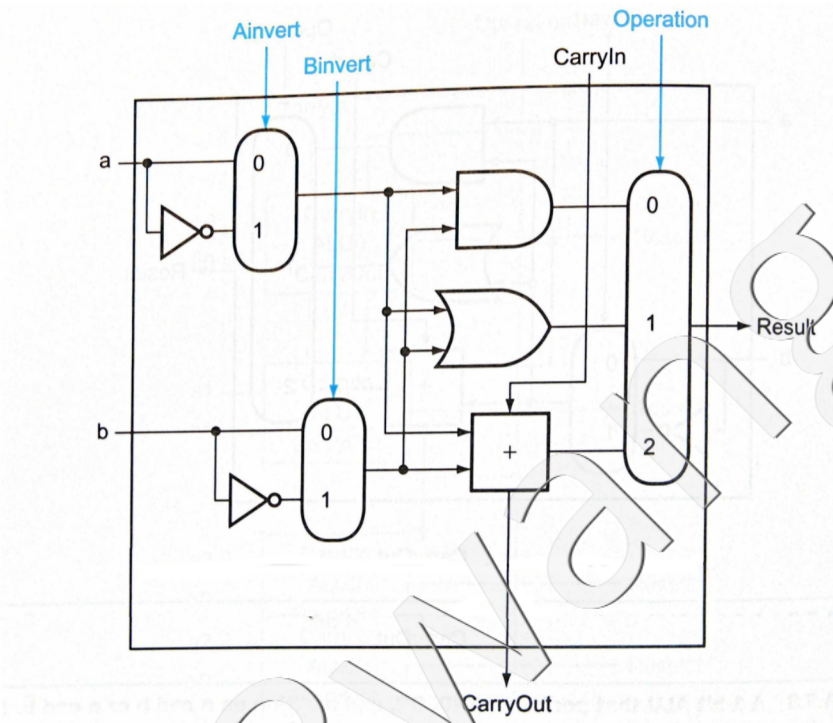 Operation
Ainvert
Binvert
CarryIn
a
0
1
0
1
Result
b
0
1
2
+
CarryOut